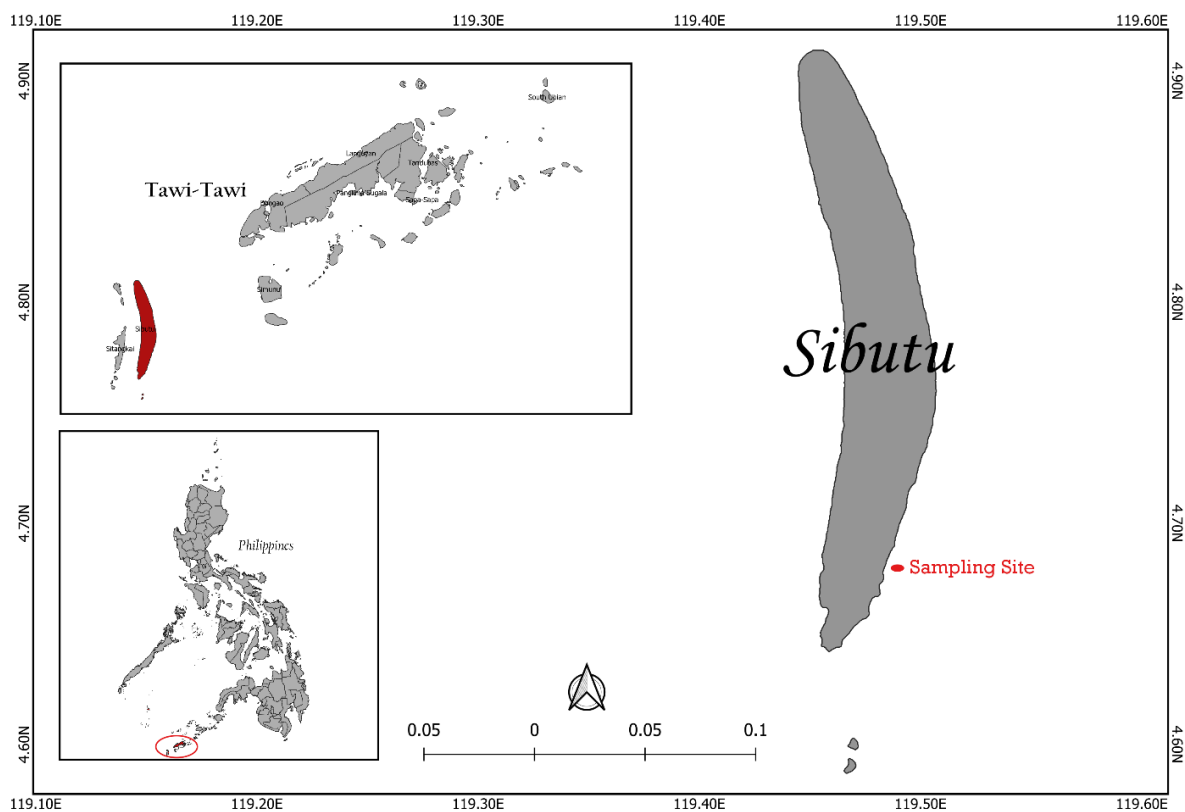 119.10E 119.20E 119.30E 119.40E 119.50E 119.60E
4.90N
4.90N
South Ubian
Languyan
Tandubas
Tawi-Tawi
Panglima Sugala
Sapa-Sapa
Bongao
4.80N
4.80N
Simunul
Sibutu
Sitangkai
Sibutu
4.70N
4.70N
Philippines
Sampling Site
4.60N
4.60N
0.05 0 0.05 0.1
119.10E 119.20E 119.30E 119.40E 119.50E 119.60E